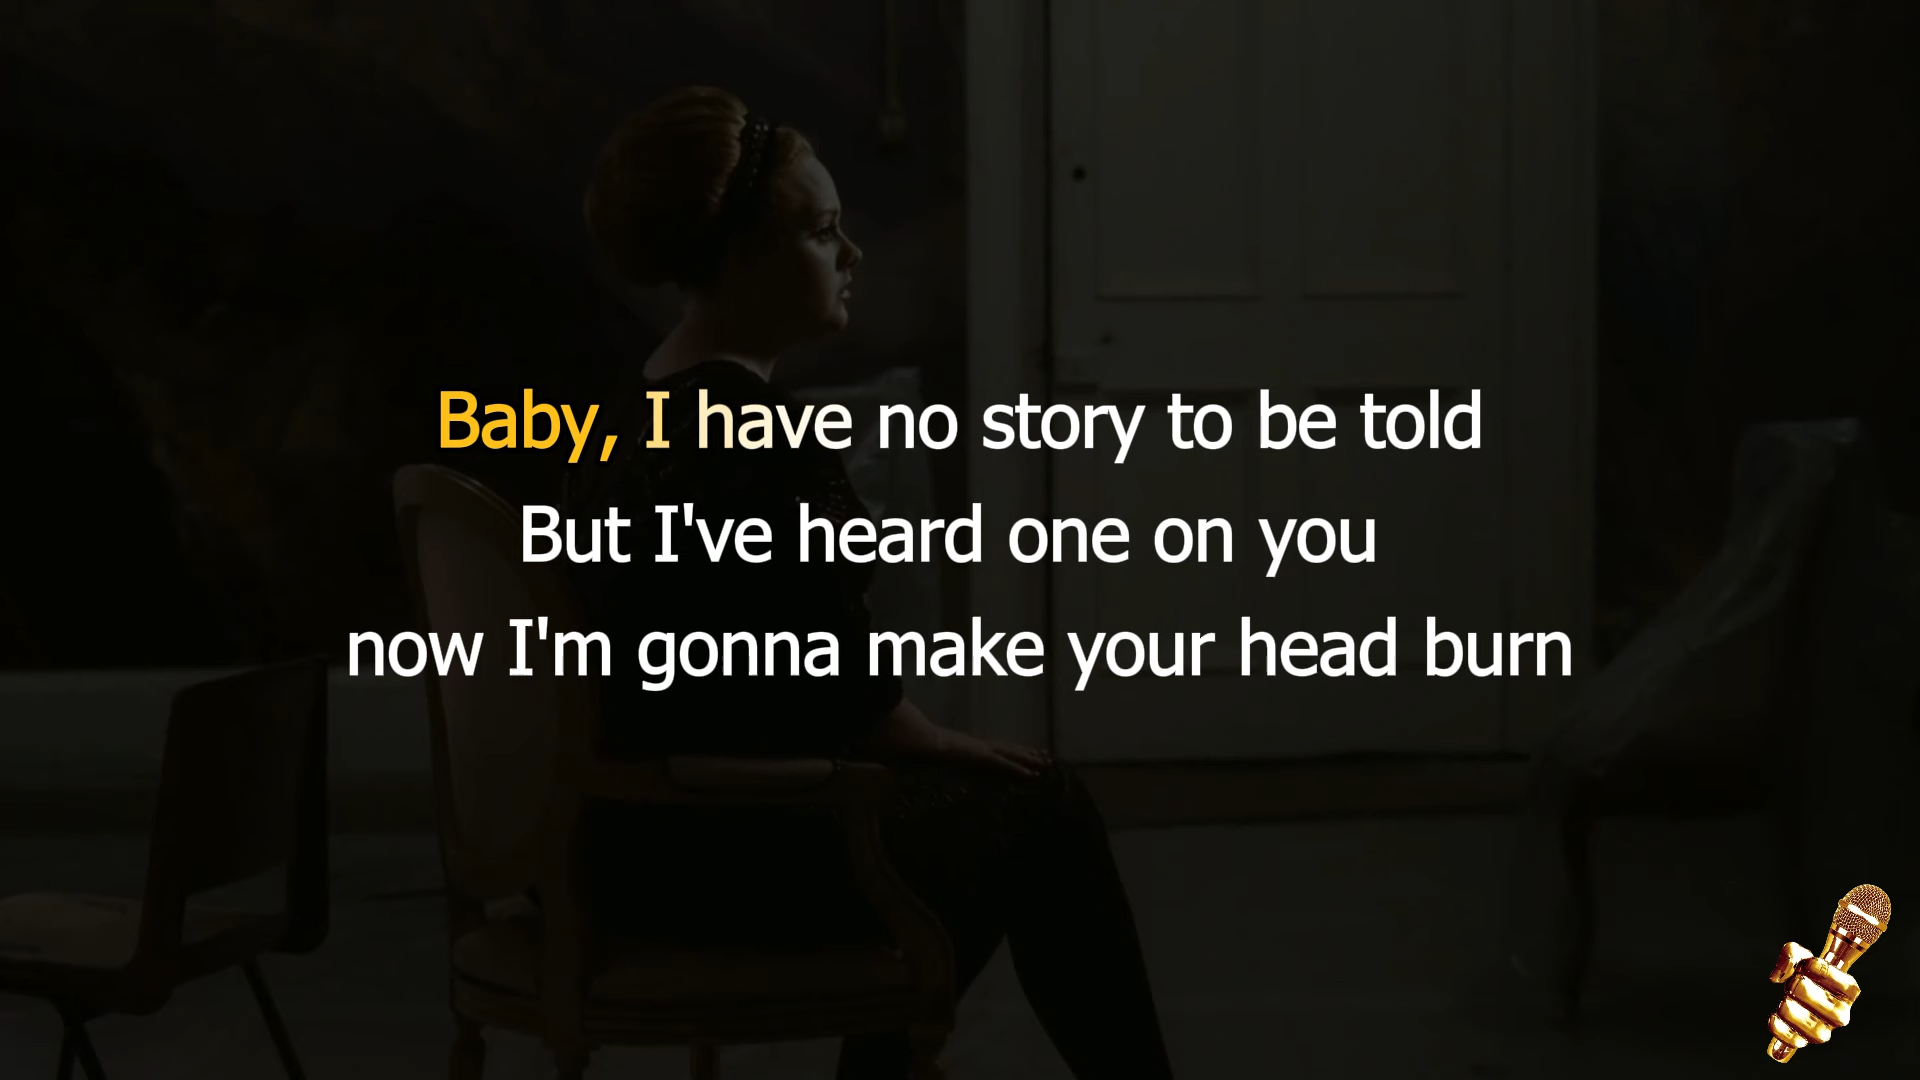 Baby, I have no story to be told
But I've heard one on you
now I'm gonna make your head burn